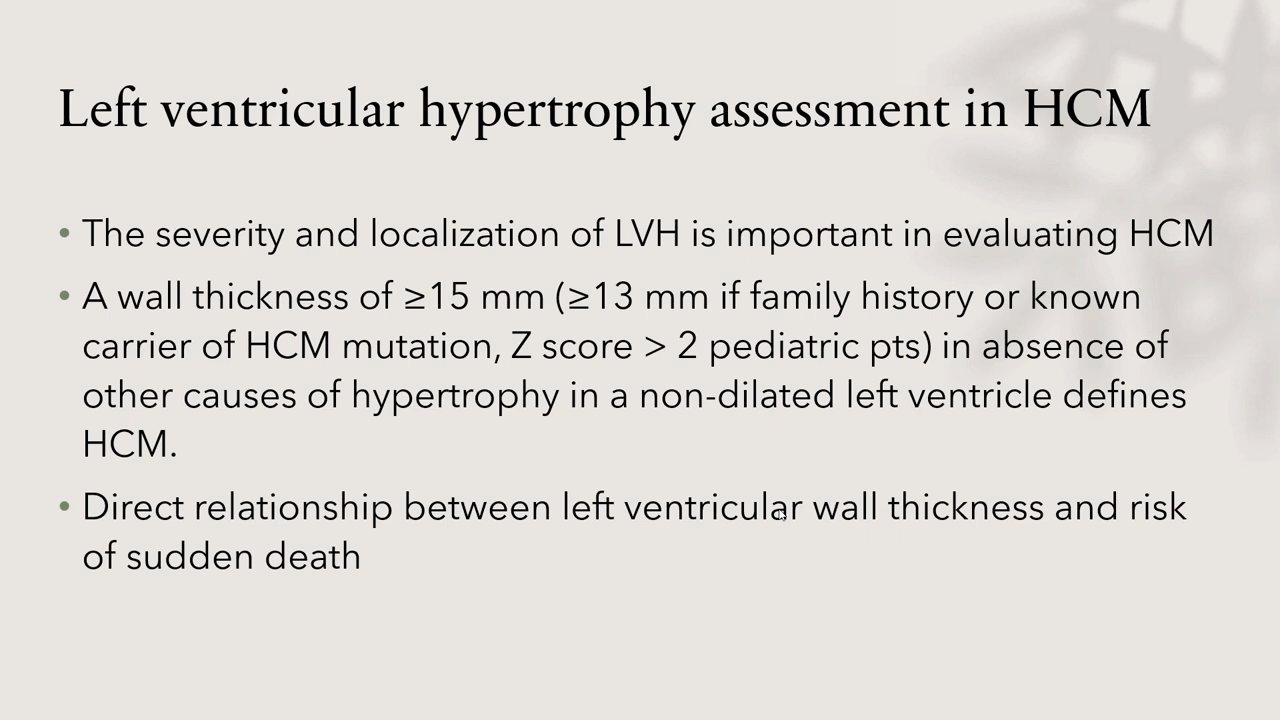 Left ventricular hypertrophy assessment in HCM
• The severity and localization of LVH is important in evaluating HCM
• A wall thickness of ≥15 mm (≥13 mm if family history or known
carrier of HCM mutation, Z score > 2 pediatric pts) in absence of
other causes of hypertrophy in a non-dilated left ventricle defines
HCM.
• Direct relationship between left ventricular wall thickness and risk
of sudden death